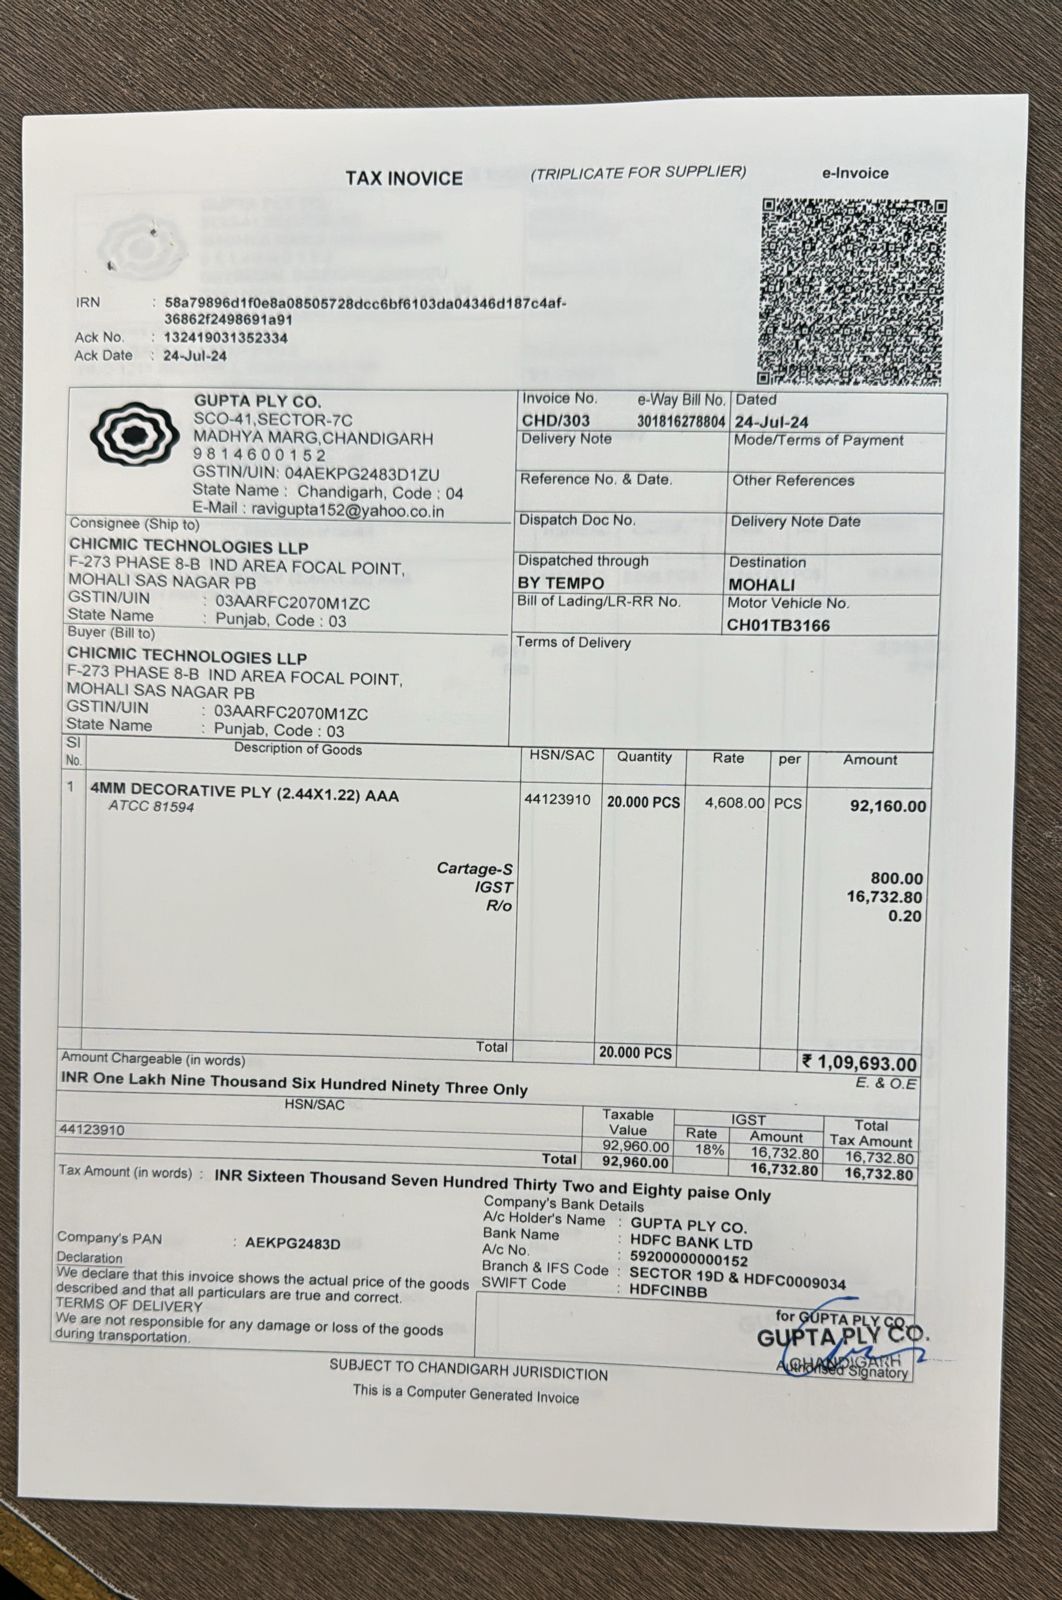 TAX INOVICE
(TRIPLICATE FOR SUPPLIER)
e-Invoice
IRN : 58a79896d1f0e8a08505728dcc6bf6103da04346d187c4af-
36862f2498691a91
Ack No. : 132419031352334
Ack Date : 24-Jul-24
GUPTA PLY CO.
SCO-41,SECTOR-7C
MADHYA MARG,CHANDIGARH
9 8 1 4 6 0 0 1 5 2
GSTIN/UIN: 04AEKPG2483D1ZU
State Name : Chandigarh, Code : 04
E-Mail : ravigupta152@yahoo.co.in
Invoice No. e-Way Bill No. Dated
CHD/303 301816278804 24-Jul-24
Delivery Note Mode/Terms of Payment
Reference No. & Date. Other References
Dispatch Doc No. Delivery Note Date
Dispatched through Destination
BY TEMPO MOHALI
Bill of Lading/LR-RR No. Motor Vehicle No.
CH01TB3166
Terms of Delivery
Consignee (Ship to)
CHICMIC TECHNOLOGIES LLP
F-273 PHASE 8-B IND AREA FOCAL POINT,
MOHALI SAS NAGAR PB
GSTIN/UIN : 03AARFC2070M1ZC
State Name : Punjab, Code : 03
Buyer (Bill to)
CHICMIC TECHNOLOGIES LLP
F-273 PHASE 8-B IND AREA FOCAL POINT,
MOHALI SAS NAGAR PB
GSTIN/UIN : 03AARFC2070M1ZC
State Name : Punjab, Code : 03
Sl No. Description of Goods HSN/SAC Quantity Rate per Amount
1 4MM DECORATIVE PLY (2.44X1.22) AAA 44123910 20.000 PCS 4,608.00 PCS 92,160.00
ATCC 81594
Cartage-S 800.00
IGST 16,732.80
R/o 0.20
Total 20.000 PCS ₹ 1,09,693.00
Amount Chargeable (in words) E. & O.E
INR One Lakh Nine Thousand Six Hundred Ninety Three Only
HSN/SAC Taxable Value IGST Total Tax Amount
Rate Amount
44123910 92,960.00 18% 16,732.80 16,732.80
Total 92,960.00 16,732.80 16,732.80
Tax Amount (in words) : INR Sixteen Thousand Seven Hundred Thirty Two and Eighty paise Only
Company's Bank Details
A/c Holder's Name : GUPTA PLY CO.
Bank Name : HDFC BANK LTD
A/c No. : 59200000000152
Branch & IFS Code : SECTOR 19D & HDFC0009034
SWIFT Code : HDFCINBB
Company's PAN : AEKPG2483D
Declaration
We declare that this invoice shows the actual price of the goods
described and that all particulars are true and correct.
TERMS OF DELIVERY
We are not responsible for any damage or loss of the goods
during transportation.
for GUPTA PLY CO.
GUPTA PLY CO.
CHANDIGARH
Authorised Signatory
SUBJECT TO CHANDIGARH JURISDICTION
This is a Computer Generated Invoice